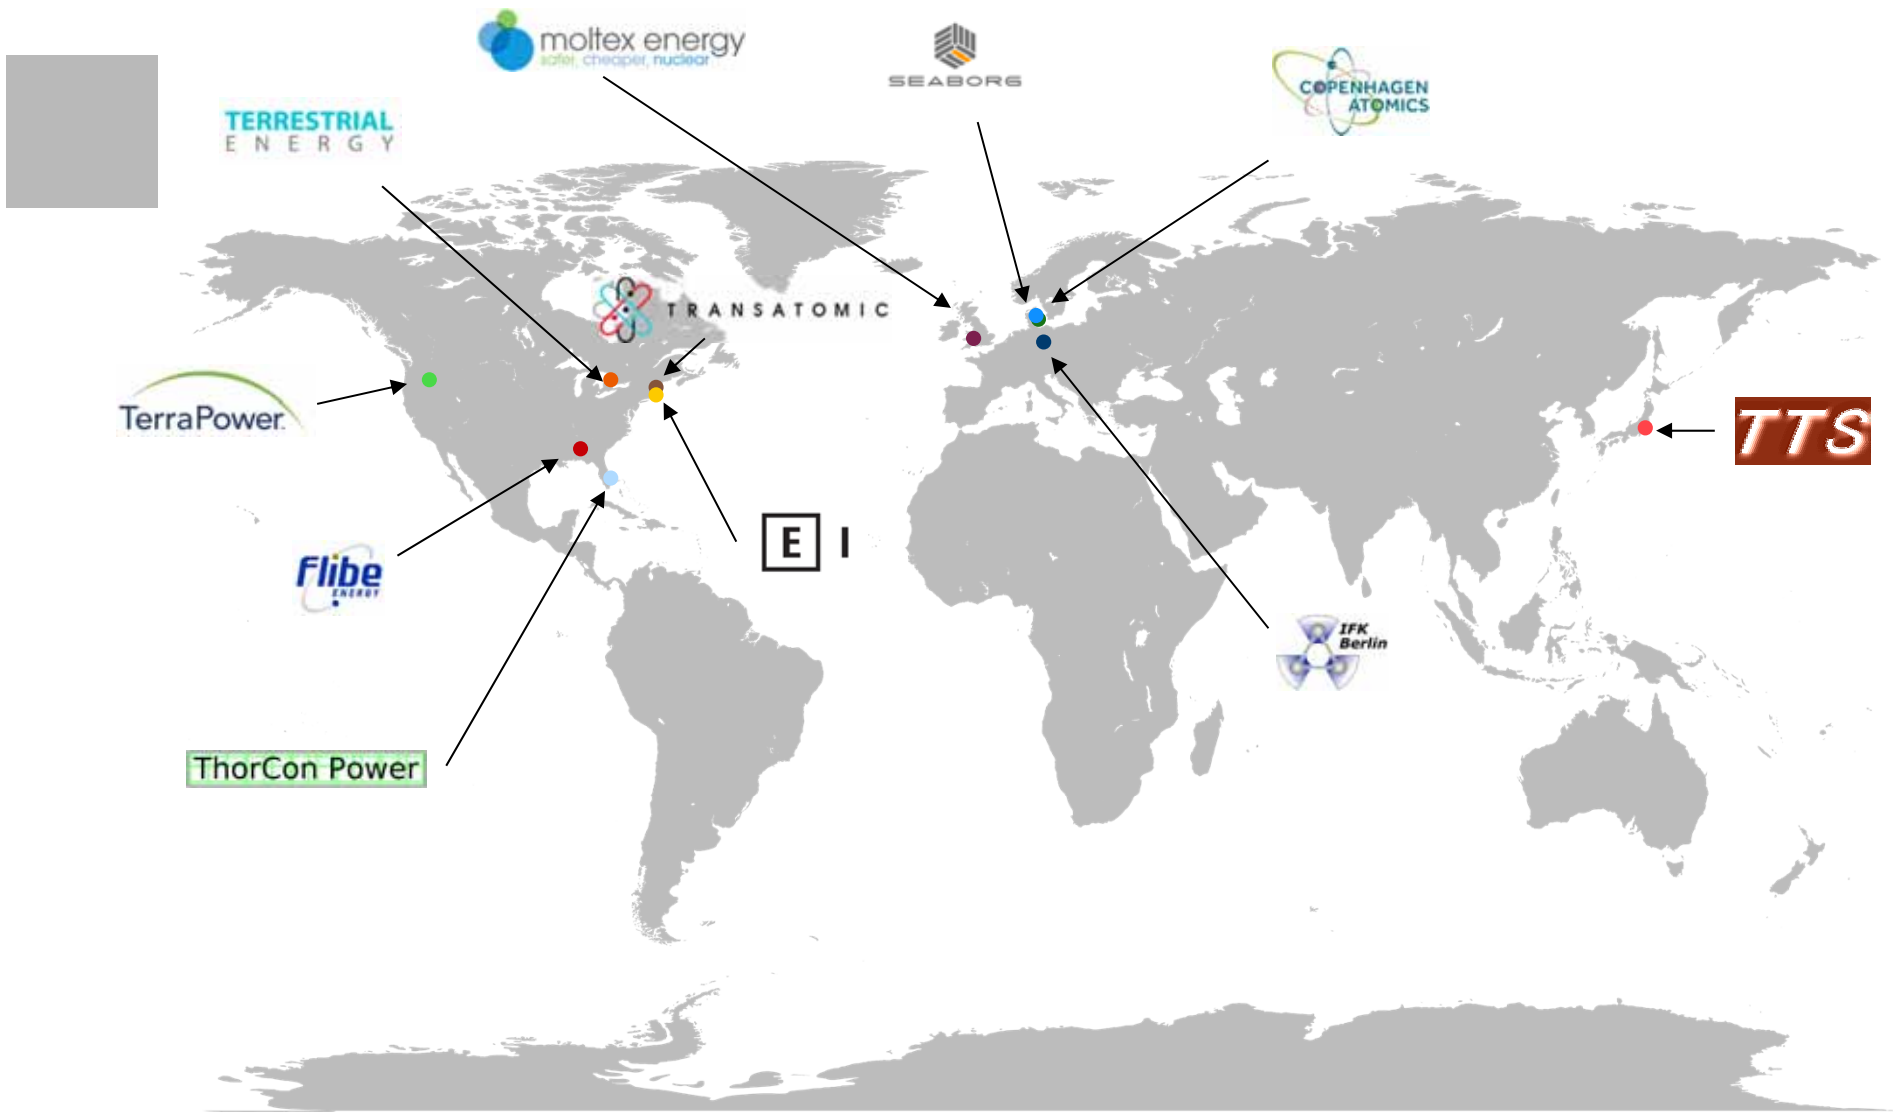 moltex energy
safer, cheaper, nuclear
SEABORG
COPENHAGEN
ATOMICS
TERRESTRIAL
ENERGY
TRANSATOMIC
TerraPower
TTS
E I
Flibe
ENERGY
IFK
Berlin
ThorCon Power